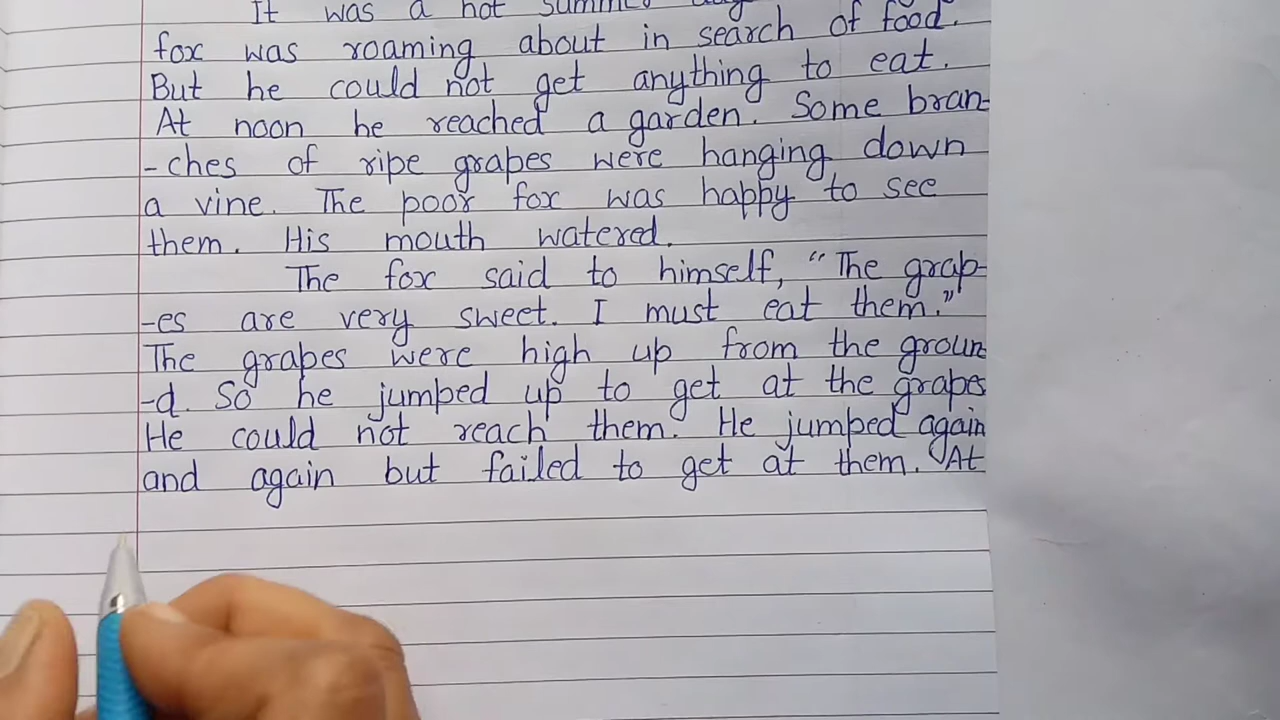 It was a hot summer day
fox was roaming about in search of food.
But he could not get anything to eat.
At noon he reached a garden. Some bran-
-ches of ripe grapes were hanging down
a vine. The poor fox was happy to see
them. His mouth watered.
The fox said to himself, “The grap-
-es are very sweet. I must eat them.”
The grapes were high up from the groun
-d. So he jumped up to get at the grapes
He could not reach them. He jumped again
and again but failed to get at them. At